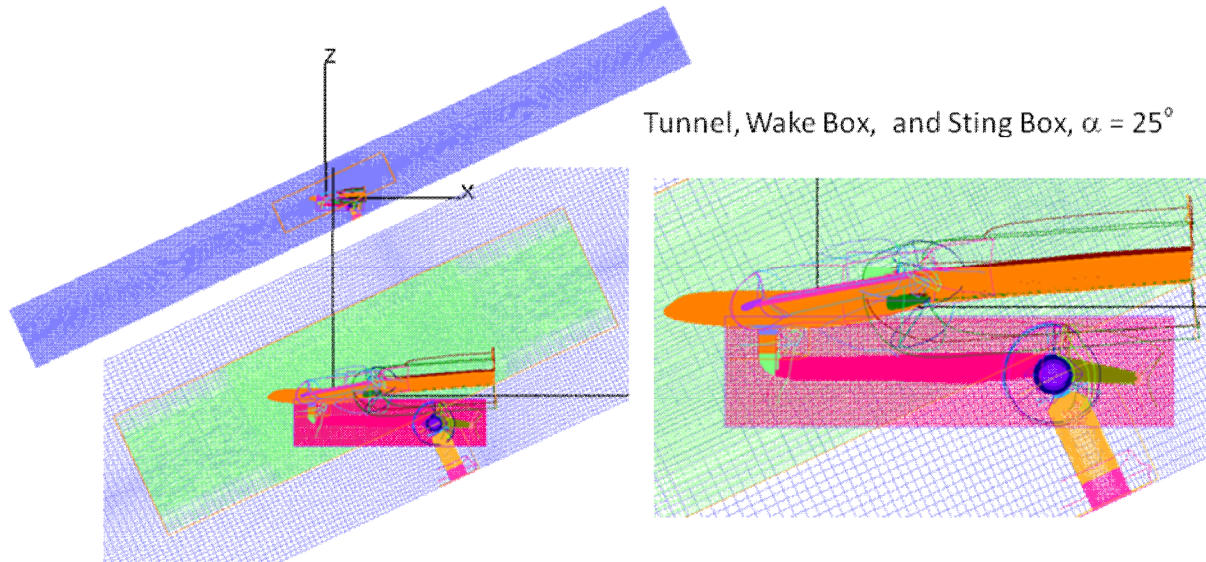 Z
X
Tunnel, Wake Box, and Sting Box, α = 25°